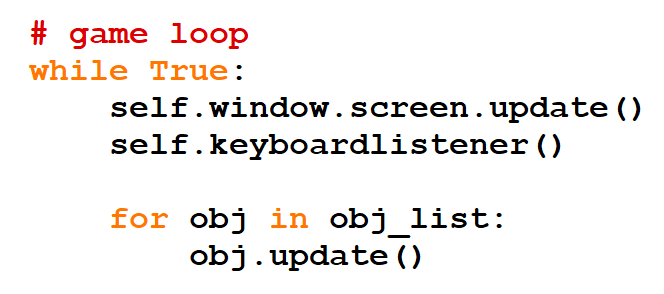 # game loop
while True:
    self.window.screen.update()
    self.keyboardlistener()

    for obj in obj_list:
        obj.update()